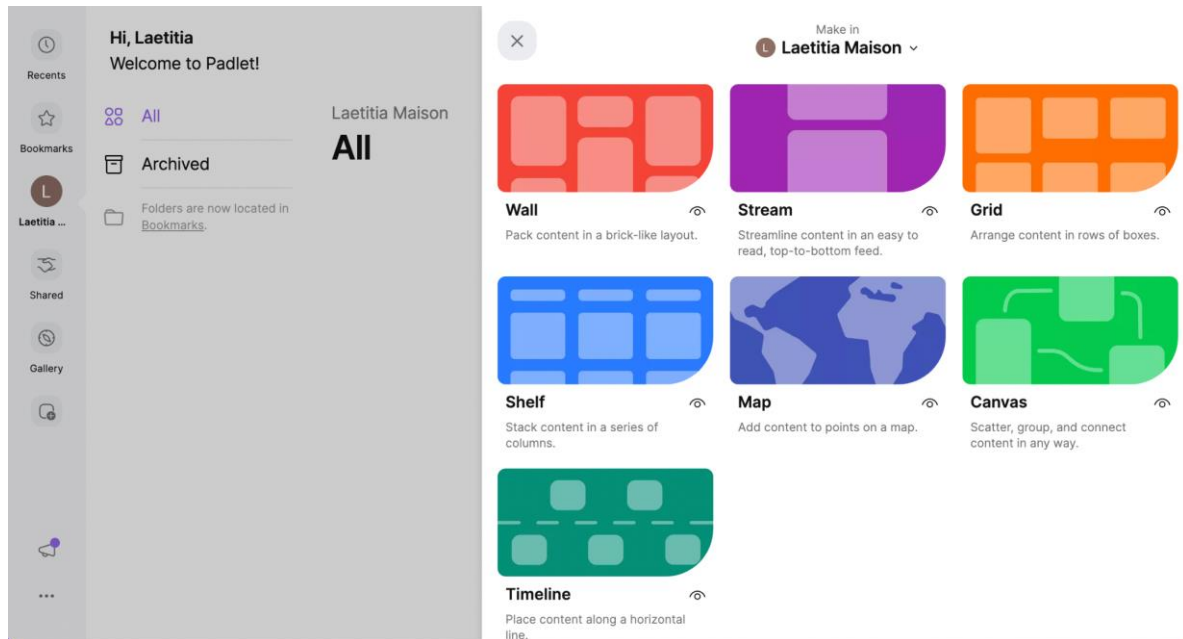 Recents
Bookmarks
L
Laetitia ...
Shared
Gallery
Hi, Laetitia
Welcome to Padlet!
All
Archived
Folders are now located in
Bookmarks.
Laetitia Maison
All
Make in
L Laetitia Maison
Wall
Pack content in a brick-like layout.
Stream
Streamline content in an easy to
read, top-to-bottom feed.
Grid
Arrange content in rows of boxes.
Shelf
Stack content in a series of
columns.
Map
Add content to points on a map.
Canvas
Scatter, group, and connect
content in any way.
Timeline
Place content along a horizontal
line.